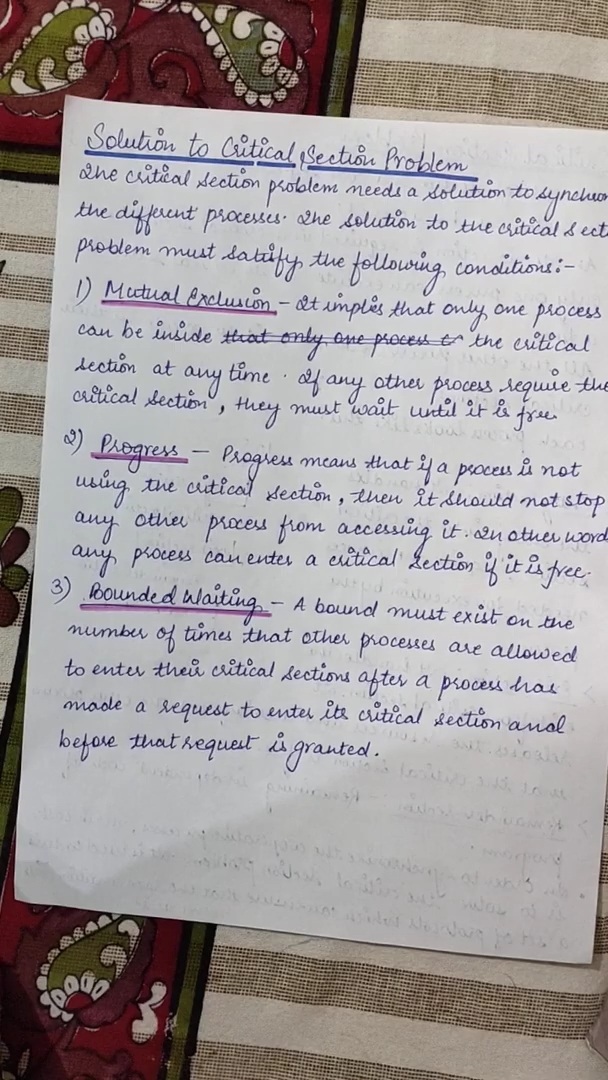 Solution to Critical Section Problem
The critical section problem needs a solution to synchron
the different processes. The solution to the critical sect
problem must satisfy the following conditions:-
1) Mutual Exclusion - It implies that only one process
can be inside that only one process c the critical
section at any time. If any other process require the
critical section, they must wait until it is free.
2) Progress - Progress means that if a process is not
using the critical section, then it should not stop
any other process from accessing it. In other word
any process can enter a critical section if it is free.
3) Bounded Waiting - A bound must exist on the
number of times that other processes are allowed
to enter their critical sections after a process has
made a request to enter its critical section and
before that request is granted.